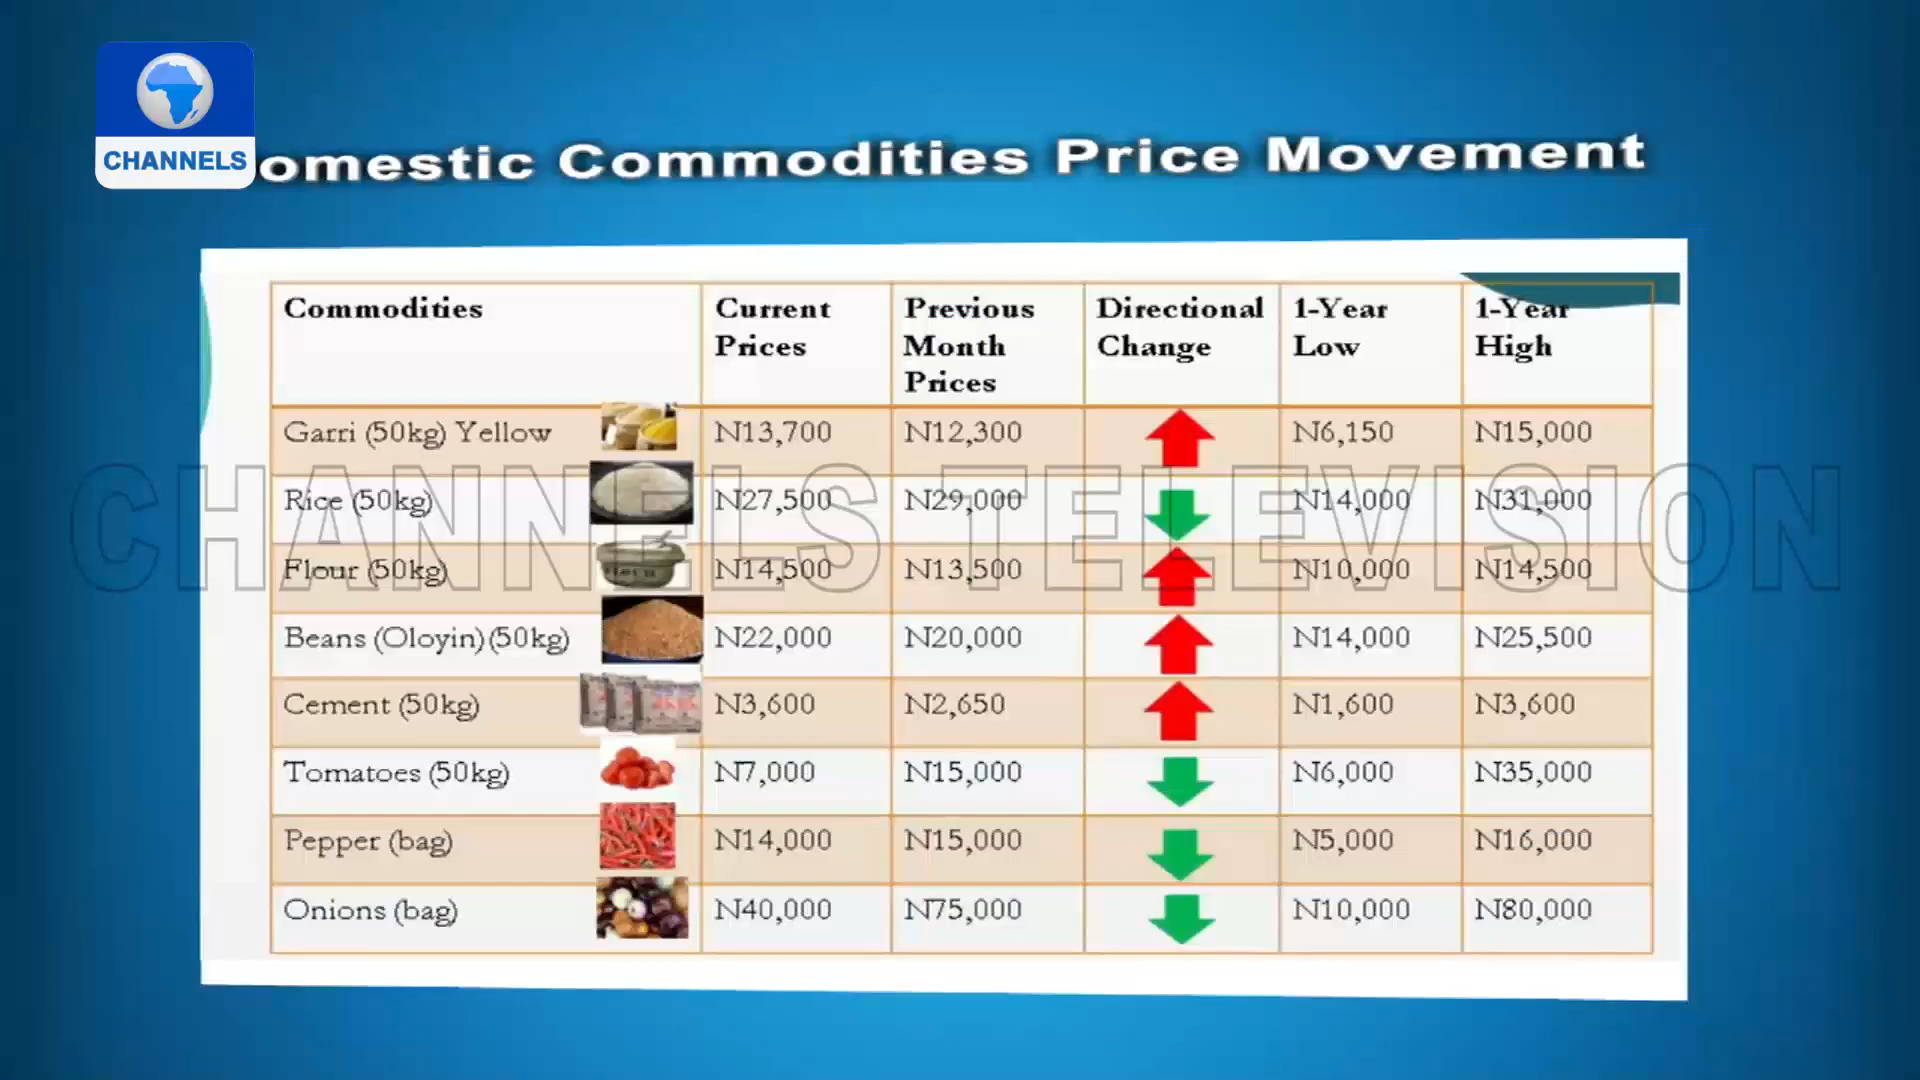 CHANNELS
omestic Commodities Price Movement
Commodities Current Prices Previous Month Prices Directional Change 1-Year Low 1-Year High
Garri (50kg) Yellow N13,700 N12,300 N6,150 N15,000
Rice (50kg) N27,500 N29,000 N14,000 N31,000
Flour (50kg) N14,500 N13,500 N10,000 N14,500
Beans (Oloyin)(50kg) N22,000 N20,000 N14,000 N25,500
Cement (50kg) N3,600 N2,650 N1,600 N3,600
Tomatoes (50kg) N7,000 N15,000 N6,000 N35,000
Pepper (bag) N14,000 N15,000 N5,000 N16,000
Onions (bag) N40,000 N75,000 N10,000 N80,000
CHANNELS TELEVISION